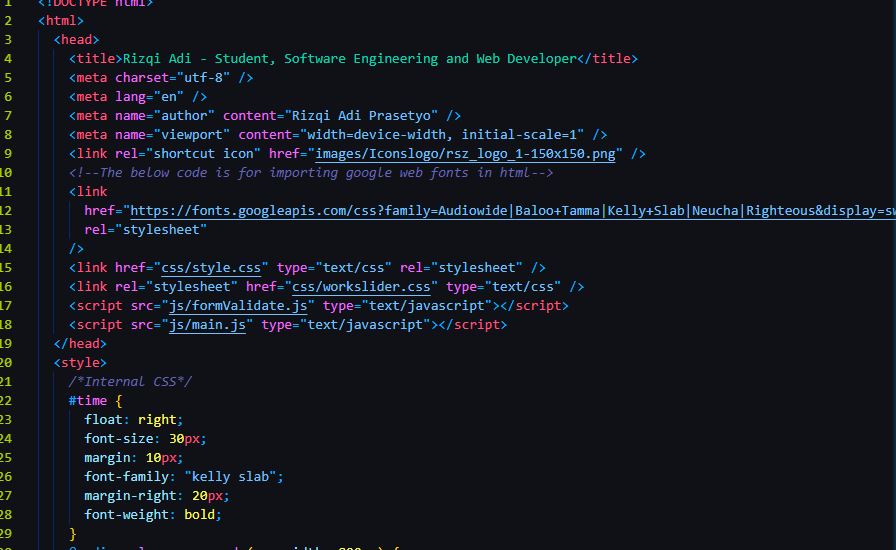 1 <!DOCTYPE html>
2 <html>
3 <head>
4 <title>Rizqi Adi - Student, Software Engineering and Web Developer</title>
5 <meta charset="utf-8" />
6 <meta lang="en" />
7 <meta name="author" content="Rizqi Adi Prasetyo" />
8 <meta name="viewport" content="width=device-width, initial-scale=1" />
9 <link rel="shortcut icon" href="images/Iconslogo/rsz_logo_1-150x150.png" />
10 <!--The below code is for importing google web fonts in html-->
11 <link
12 href="https://fonts.googleapis.com/css?family=Audiowide|Baloo+Tamma|Kelly+Slab|Neucha|Righteous&display=sw
13 rel="stylesheet"
14 />
15 <link href="css/style.css" type="text/css" rel="stylesheet" />
16 <link rel="stylesheet" href="css/workslider.css" type="text/css" />
17 <script src="js/formValidate.js" type="text/javascript"></script>
18 <script src="js/main.js" type="text/javascript"></script>
19 </head>
20 <style>
21 /*Internal CSS*/
22 #time {
23 float: right;
24 font-size: 30px;
25 margin: 10px;
26 font-family: "kelly slab";
27 margin-right: 20px;
28 font-weight: bold;
29 }